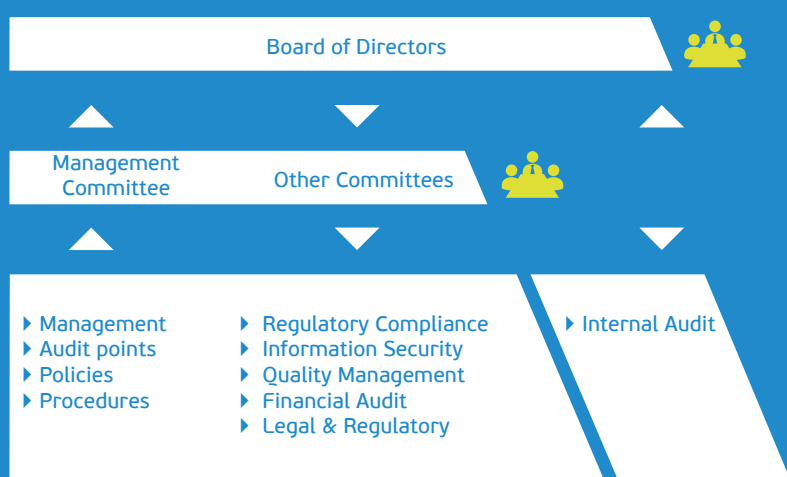 Board of Directors
Management
Committee
Other Committees
Management
Audit points
Policies
Procedures
Regulatory Compliance
Information Security
Quality Management
Financial Audit
Legal & Regulatory
Internal Audit